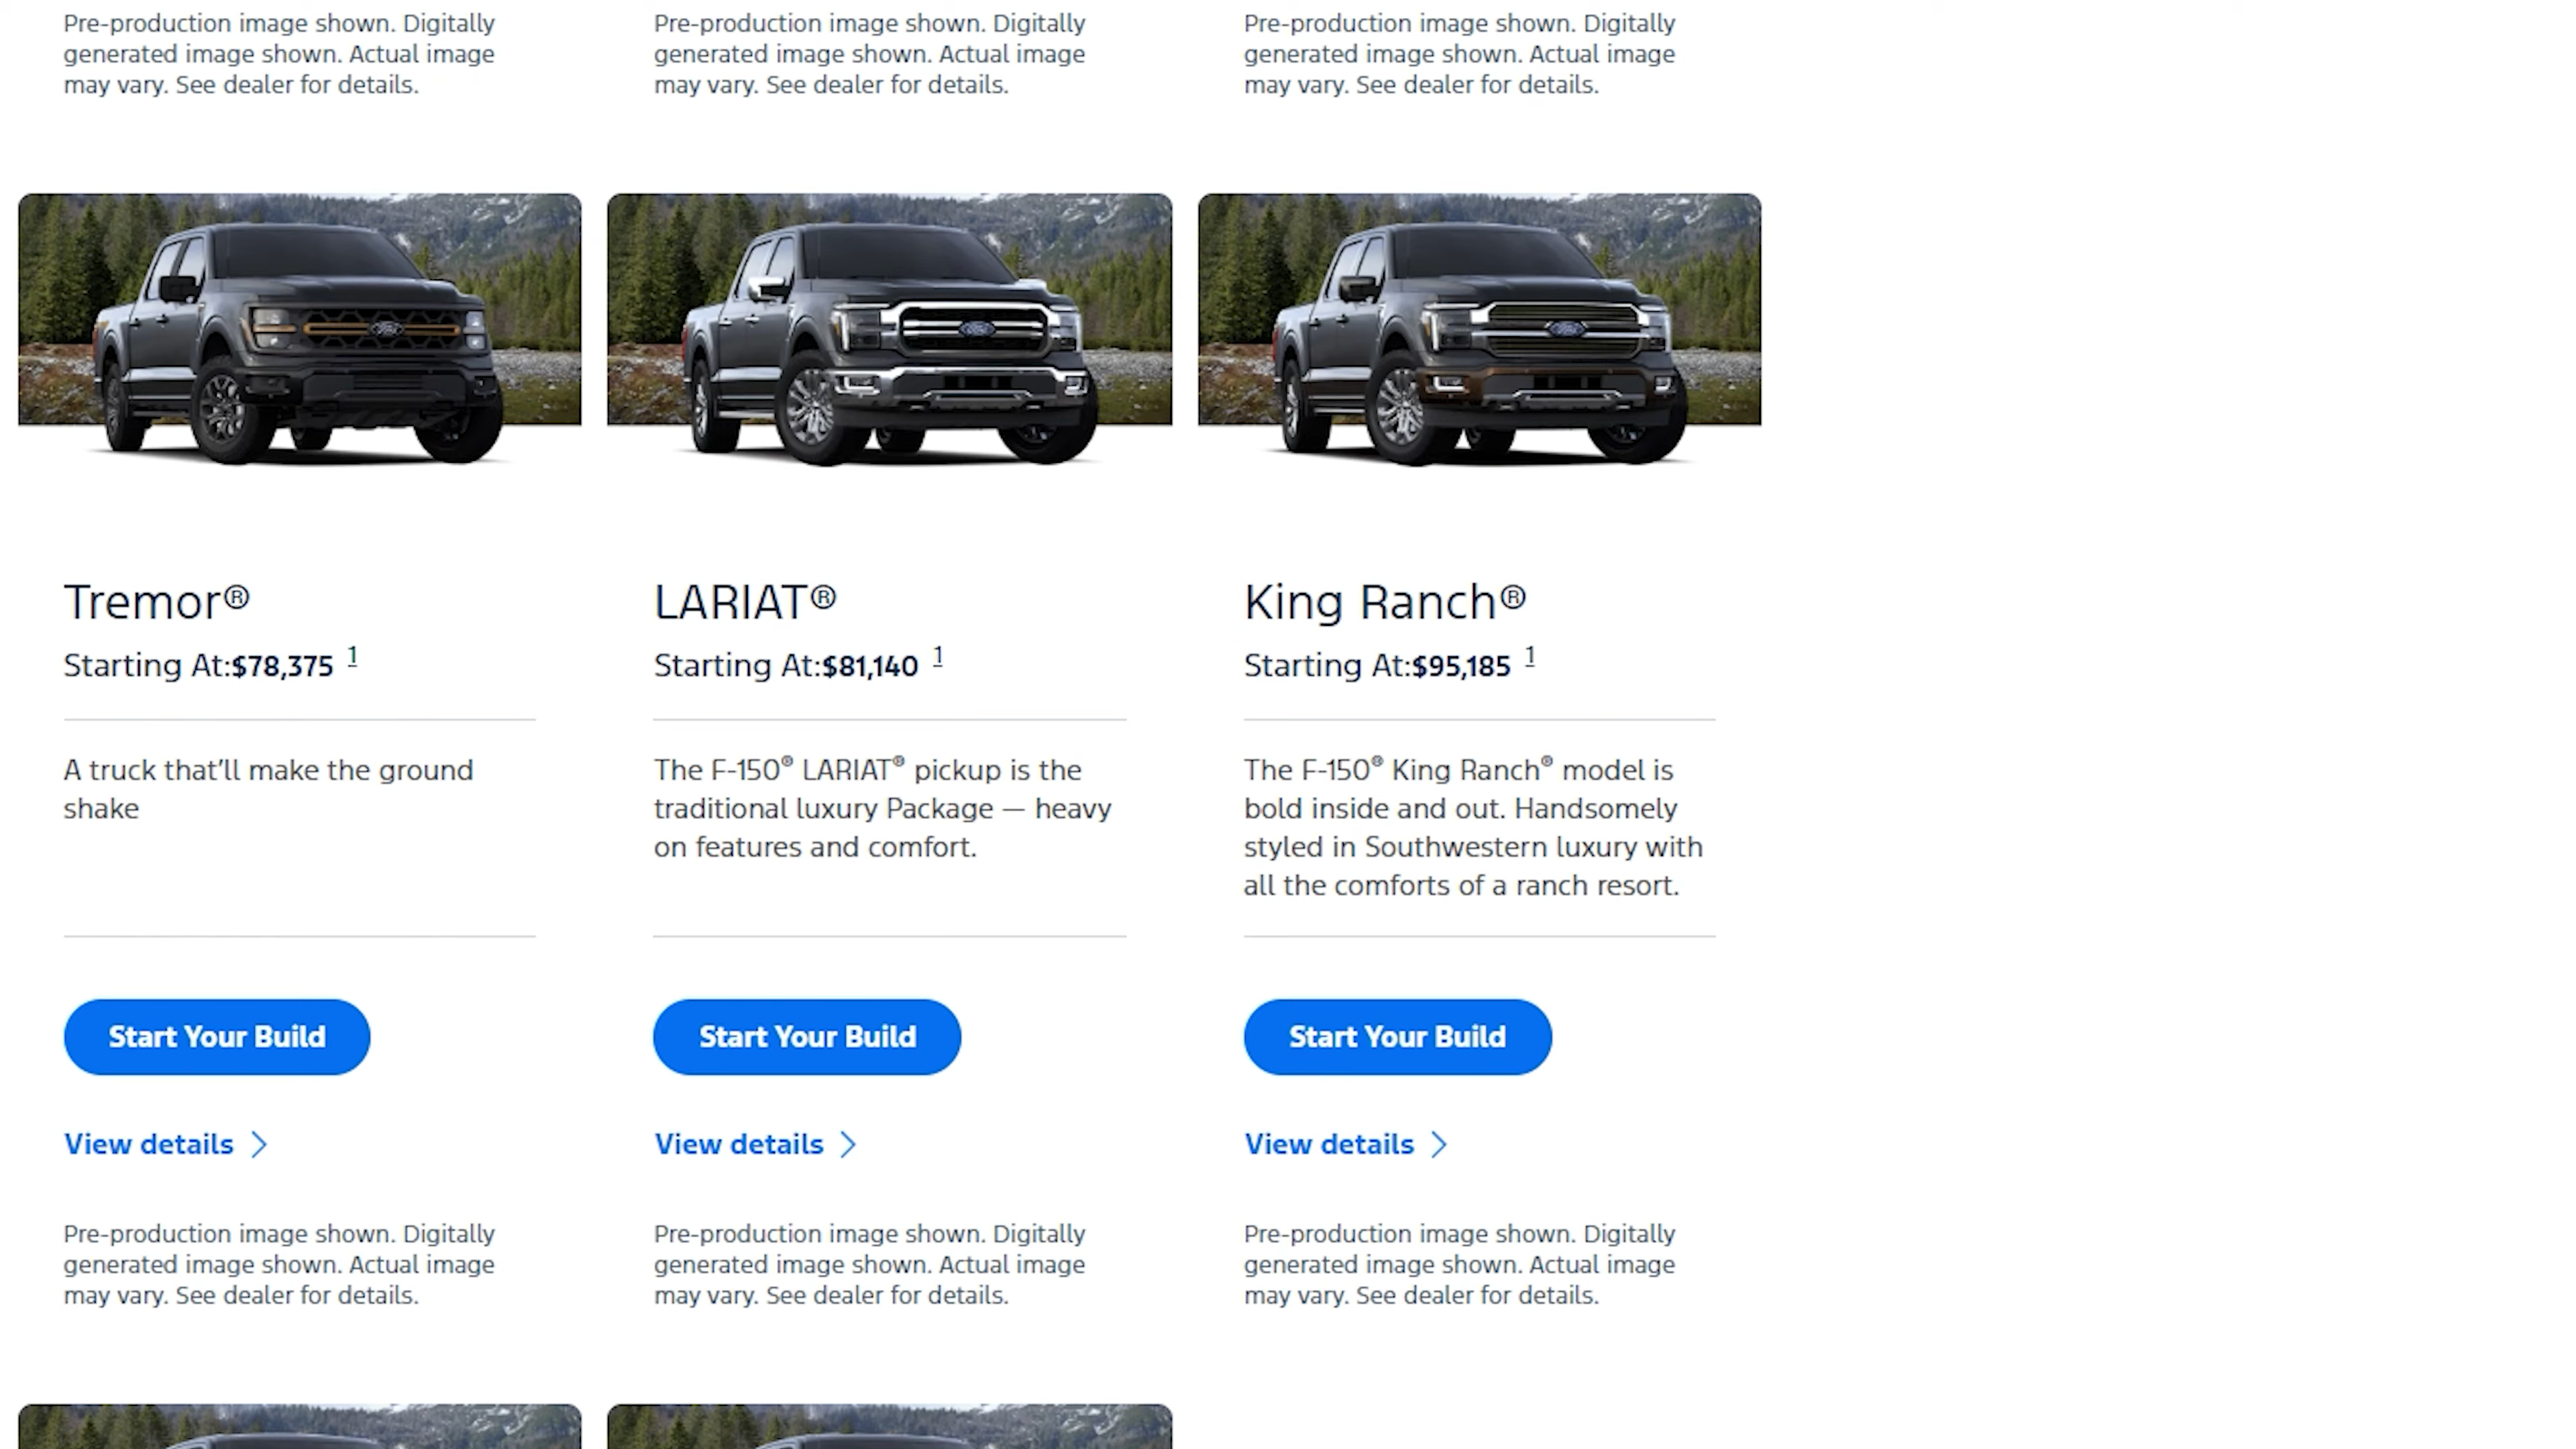 Pre-production image shown. Digitally
generated image shown. Actual image
may vary. See dealer for details.
Pre-production image shown. Digitally
generated image shown. Actual image
may vary. See dealer for details.
Pre-production image shown. Digitally
generated image shown. Actual image
may vary. See dealer for details.
Ford
Ford
Ford
Tremor®
Starting At:$78,375 1
A truck that'll make the ground
shake
Start Your Build
View details
Pre-production image shown. Digitally
generated image shown. Actual image
may vary. See dealer for details.
LARIAT®
Starting At:$81,140 1
The F-150® LARIAT® pickup is the
traditional luxury Package — heavy
on features and comfort.
Start Your Build
View details
Pre-production image shown. Digitally
generated image shown. Actual image
may vary. See dealer for details.
King Ranch®
Starting At:$95,185 1
The F-150® King Ranch® model is
bold inside and out. Handsomely
styled in Southwestern luxury with
all the comforts of a ranch resort.
Start Your Build
View details
Pre-production image shown. Digitally
generated image shown. Actual image
may vary. See dealer for details.